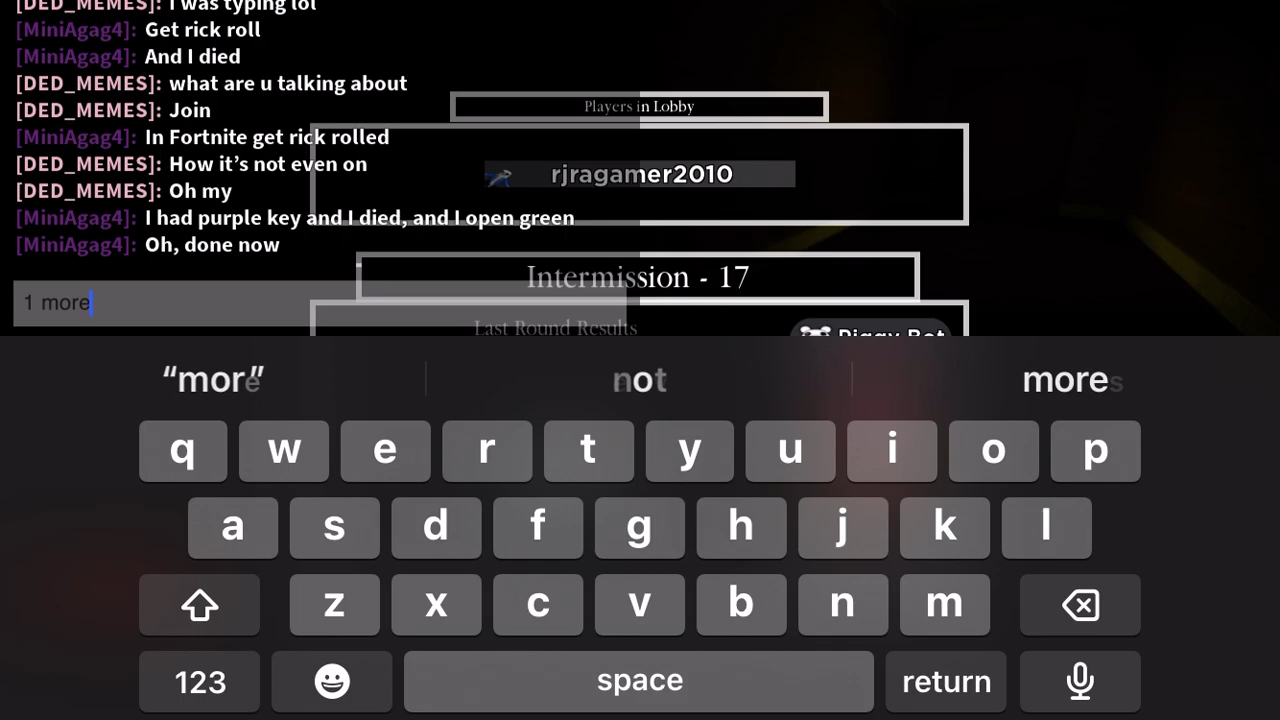 [DED_MEMES]: I was typing lol
[MiniAgag4]: Get rick roll
[MiniAgag4]: And I died
[DED_MEMES]: what are u talking about
[DED_MEMES]: Join
[MiniAgag4]: In Fortnite get rick rolled
[DED_MEMES]: How it’s not even on
[DED_MEMES]: Oh my
[MiniAgag4]: I had purple key and I died, and I open green
[MiniAgag4]: Oh, done now
1 more
Players in Lobby
rjragamer2010
Intermission - 17
Last Round Results
Piggy Bot
“more” not more
q w e r t y u i o p
a s d f g h j k l
z x c v b n m
123 space return